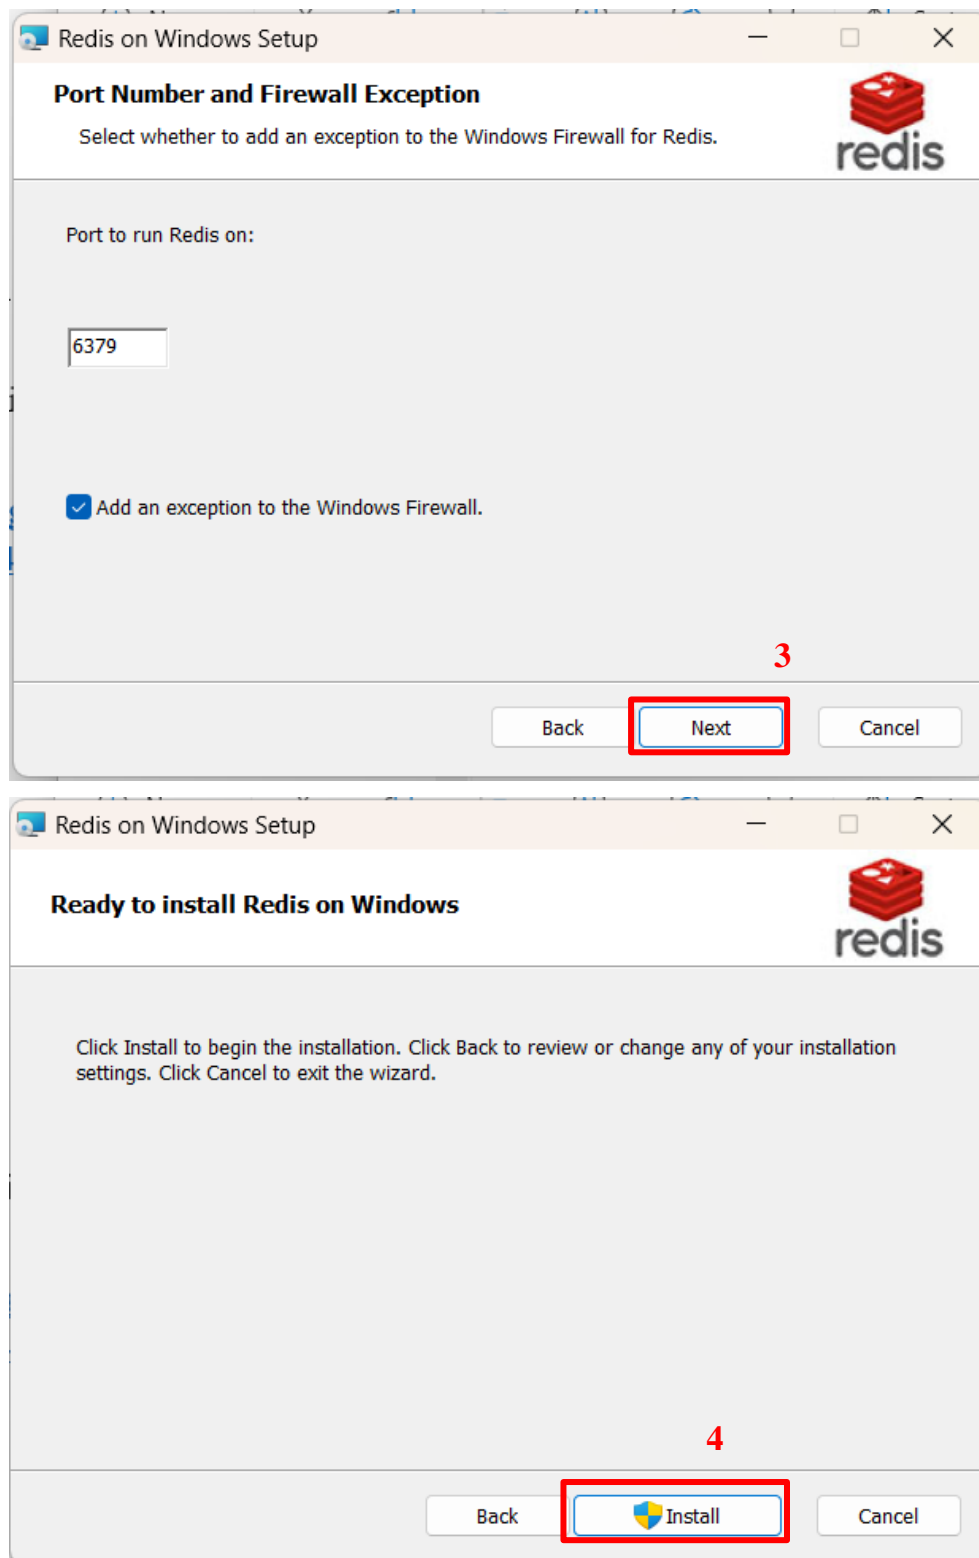 Redis on Windows Setup
Port Number and Firewall Exception
Select whether to add an exception to the Windows Firewall for Redis.
redis
Port to run Redis on:
6379
Add an exception to the Windows Firewall.
3
Back
Next
Cancel
Redis on Windows Setup
Ready to install Redis on Windows
redis
Click Install to begin the installation. Click Back to review or change any of your installation
settings. Click Cancel to exit the wizard.
4
Back
Install
Cancel